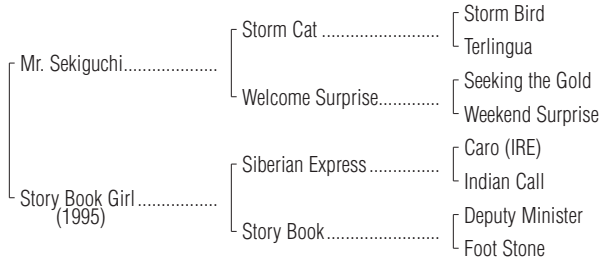 Storm Bird
Storm Cat ........................
Terlingua
Mr. Sekiguchi...................
Seeking the Gold
Welcome Surprise.............
Weekend Surprise
Caro (IRE)
Siberian Express ...............
Indian Call
Story Book Girl ................
(1995)
Deputy Minister
Story Book.......................
Foot Stone